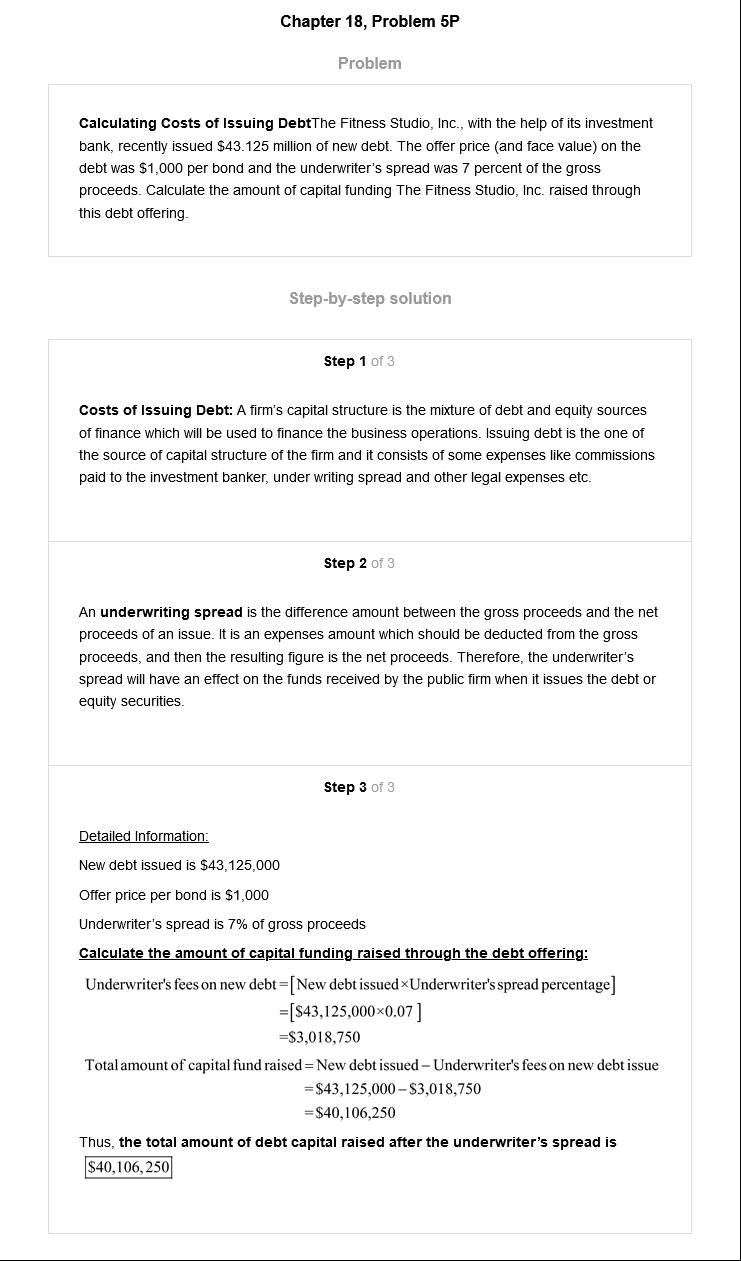 Chapter 18, Problem 5P
Problem
Calculating Costs of Issuing DebtThe Fitness Studio, Inc., with the help of its investment
bank, recently issued $43.125 million of new debt. The offer price (and face value) on the
debt was $1,000 per bond and the underwriter's spread was 7 percent of the gross
proceeds. Calculate the amount of capital funding The Fitness Studio, Inc. raised through
this debt offering.
Step-by-step solution
Step 1 of 3
Costs of Issuing Debt: A firm's capital structure is the mixture of debt and equity sources
of finance which will be used to finance the business operations. Issuing debt is the one of
the source of capital structure of the firm and it consists of some expenses like commissions
paid to the investment banker, under writing spread and other legal expenses etc.
Step 2 of 3
An underwriting spread is the difference amount between the gross proceeds and the net
proceeds of an issue. It is an expenses amount which should be deducted from the gross
proceeds, and then the resulting figure is the net proceeds. Therefore, the underwriter's
spread will have an effect on the funds received by the public firm when it issues the debt or
equity securities.
Step 3 of 3
Detailed Information:
New debt issued is $43,125,000
Offer price per bond is $1,000
Underwriter's spread is 7% of gross proceeds
Calculate the amount of capital funding raised through the debt offering:
Underwriter's fees on new debt = [New debt issued × Underwriter's spread percentage]
= [$43,125,000×0.07 ]
=$3,018,750
Total amount of capital fund raised = New debt issued − Underwriter's fees on new debt issue
= $43,125,000 − $3,018,750
= $40,106,250
Thus, the total amount of debt capital raised after the underwriter's spread is
$40,106,250